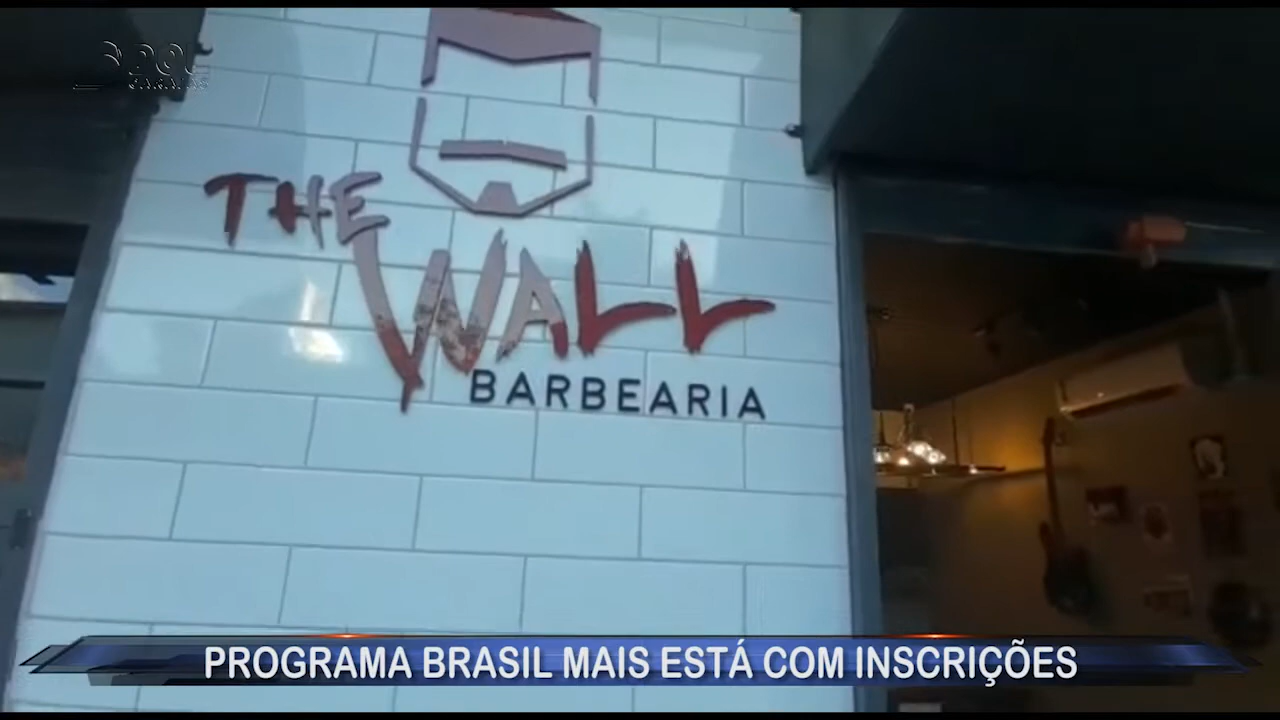 THE
WALL
BARBEARIA
PROGRAMA BRASIL MAIS ESTÁ COM INSCRIÇÕES